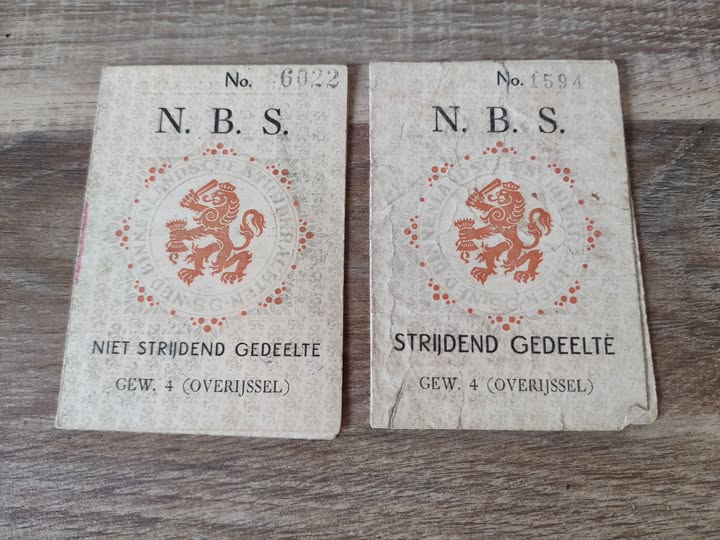 No. 6022
N. B. S.
NIET STRIJDEND GEDEELTE
GEW. 4 (OVERIJSSEL)
No. 1594
N. B. S.
STRIJDEND GEDEELTE
GEW. 4 (OVERIJSSEL)